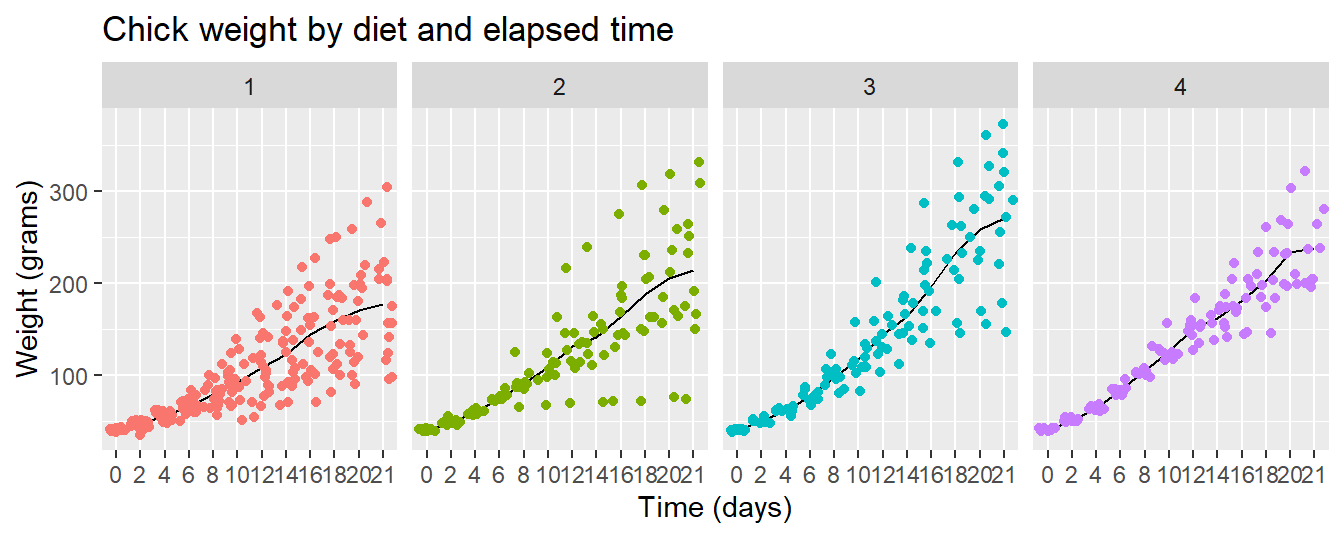 Chick weight by diet and elapsed time
1 2 3 4
Weight (grams)
300
200
100
0 2 4 6 8 10 12 14 16 18 20 21 0 2 4 6 8 10 12 14 16 18 20 21 0 2 4 6 8 10 12 14 16 18 20 21 0 2 4 6 8 10 12 14 16 18 20 21
Time (days)